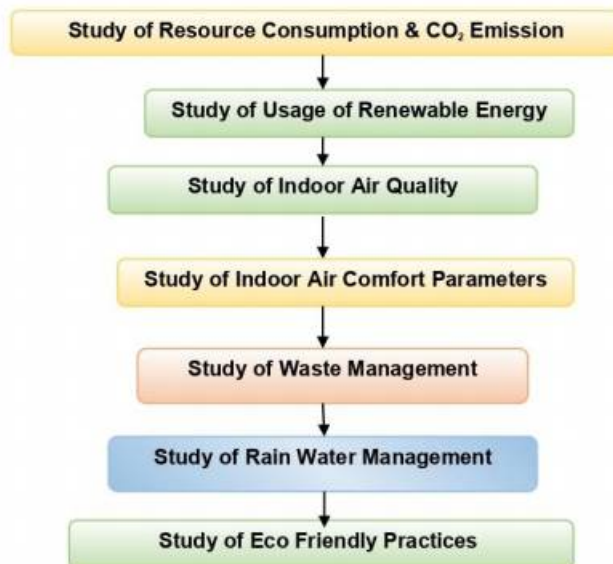 Study of Resource Consumption & CO₂ Emission
Study of Usage of Renewable Energy
Study of Indoor Air Quality
Study of Indoor Air Comfort Parameters
Study of Waste Management
Study of Rain Water Management
Study of Eco Friendly Practices